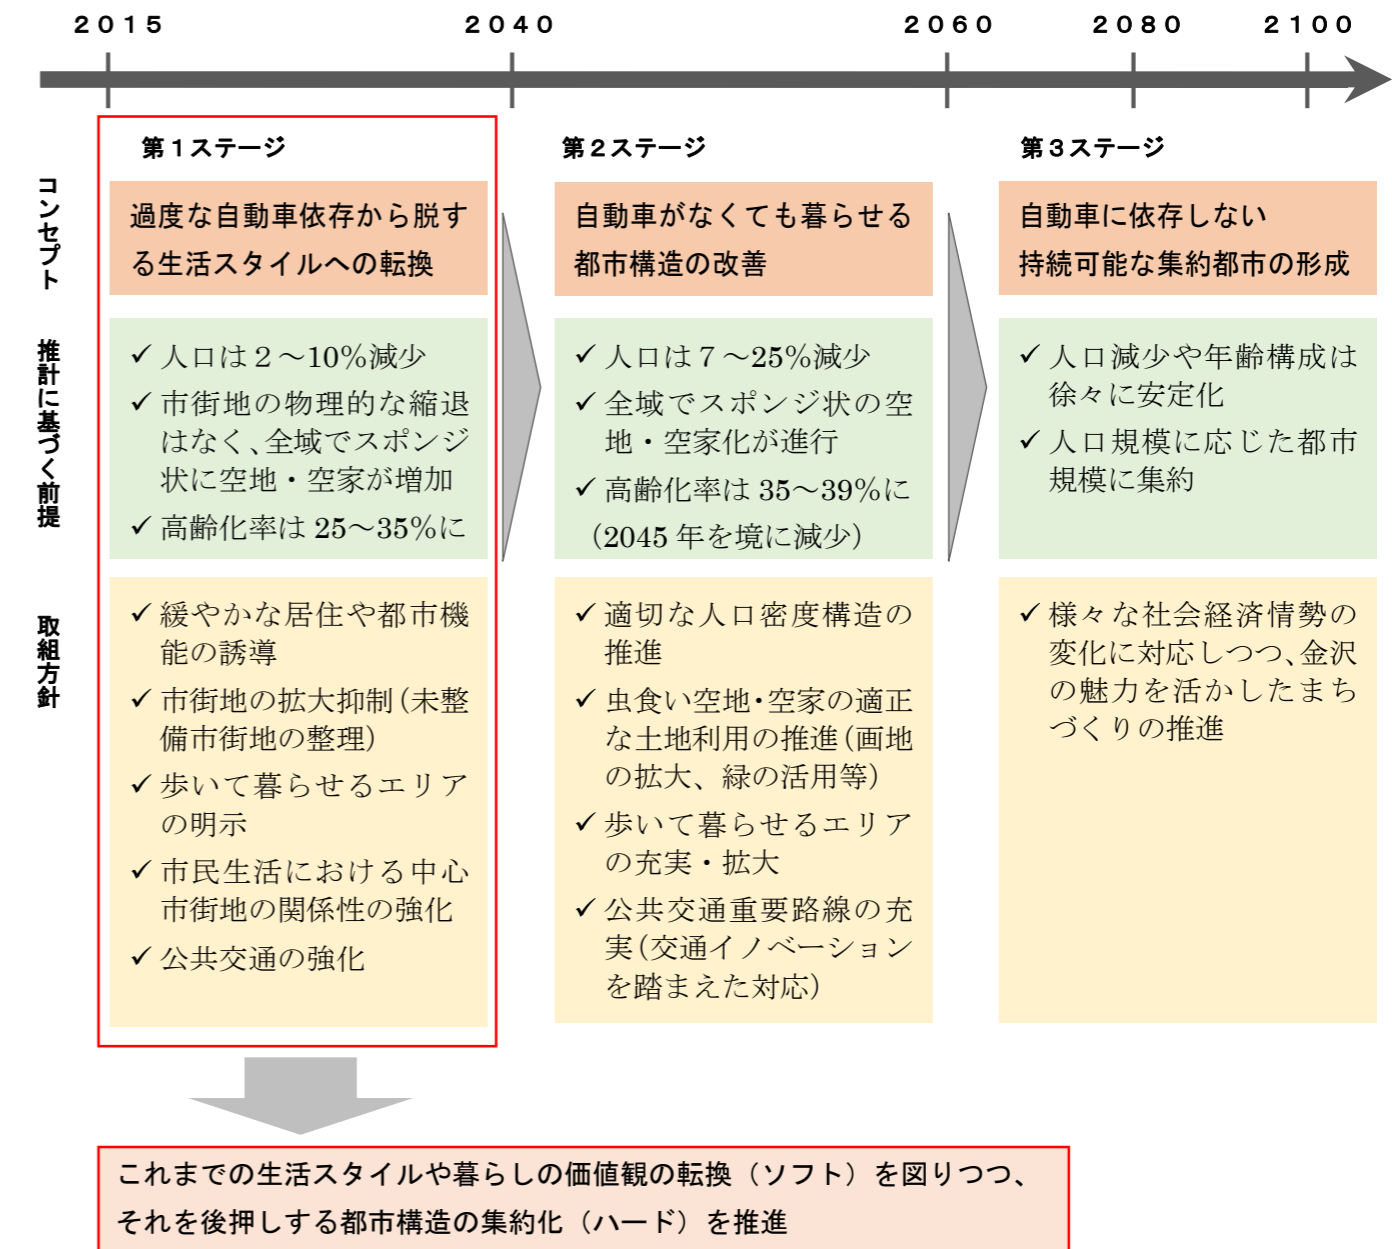 2015 2040 2060 2080 2100
第1ステージ
第2ステージ
第3ステージ
コンセプト
過度な自動車依存から脱す
る生活スタイルへの転換
自動車がなくても暮らせる
都市構造の改善
自動車に依存しない
持続可能な集約都市の形成
推計に基づく前提
✓人口は2～10%減少
✓市街地の物理的な縮退
はなく、全域でスポンジ
状に空地・空家が増加
✓高齢化率は25～35%に
✓人口は7～25%減少
✓全域でスポンジ状の空
地・空家化が進行
✓高齢化率は35～39%に
（2045年を境に減少）
✓人口減少や年齢構成は
徐々に安定化
✓人口規模に応じた都市
規模に集約
取組方針
✓緩やかな居住や都市機
能の誘導
✓市街地の拡大抑制（未整
備市街地の整理）
✓歩いて暮らせるエリア
の明示
✓市民生活における中心
市街地の関係性の強化
✓公共交通の強化
✓適切な人口密度構造の
推進
✓虫食い空地・空家の適正
な土地利用の推進（画地
の拡大、緑の活用等）
✓歩いて暮らせるエリア
の充実・拡大
✓公共交通重要路線の充
実（交通イノベーション
を踏まえた対応）
✓様々な社会経済情勢の
変化に対応しつつ、金沢
の魅力を活かしたまち
づくりの推進
これまでの生活スタイルや暮らしの価値観の転換（ソフト）を図りつつ、
それを後押しする都市構造の集約化（ハード）を推進